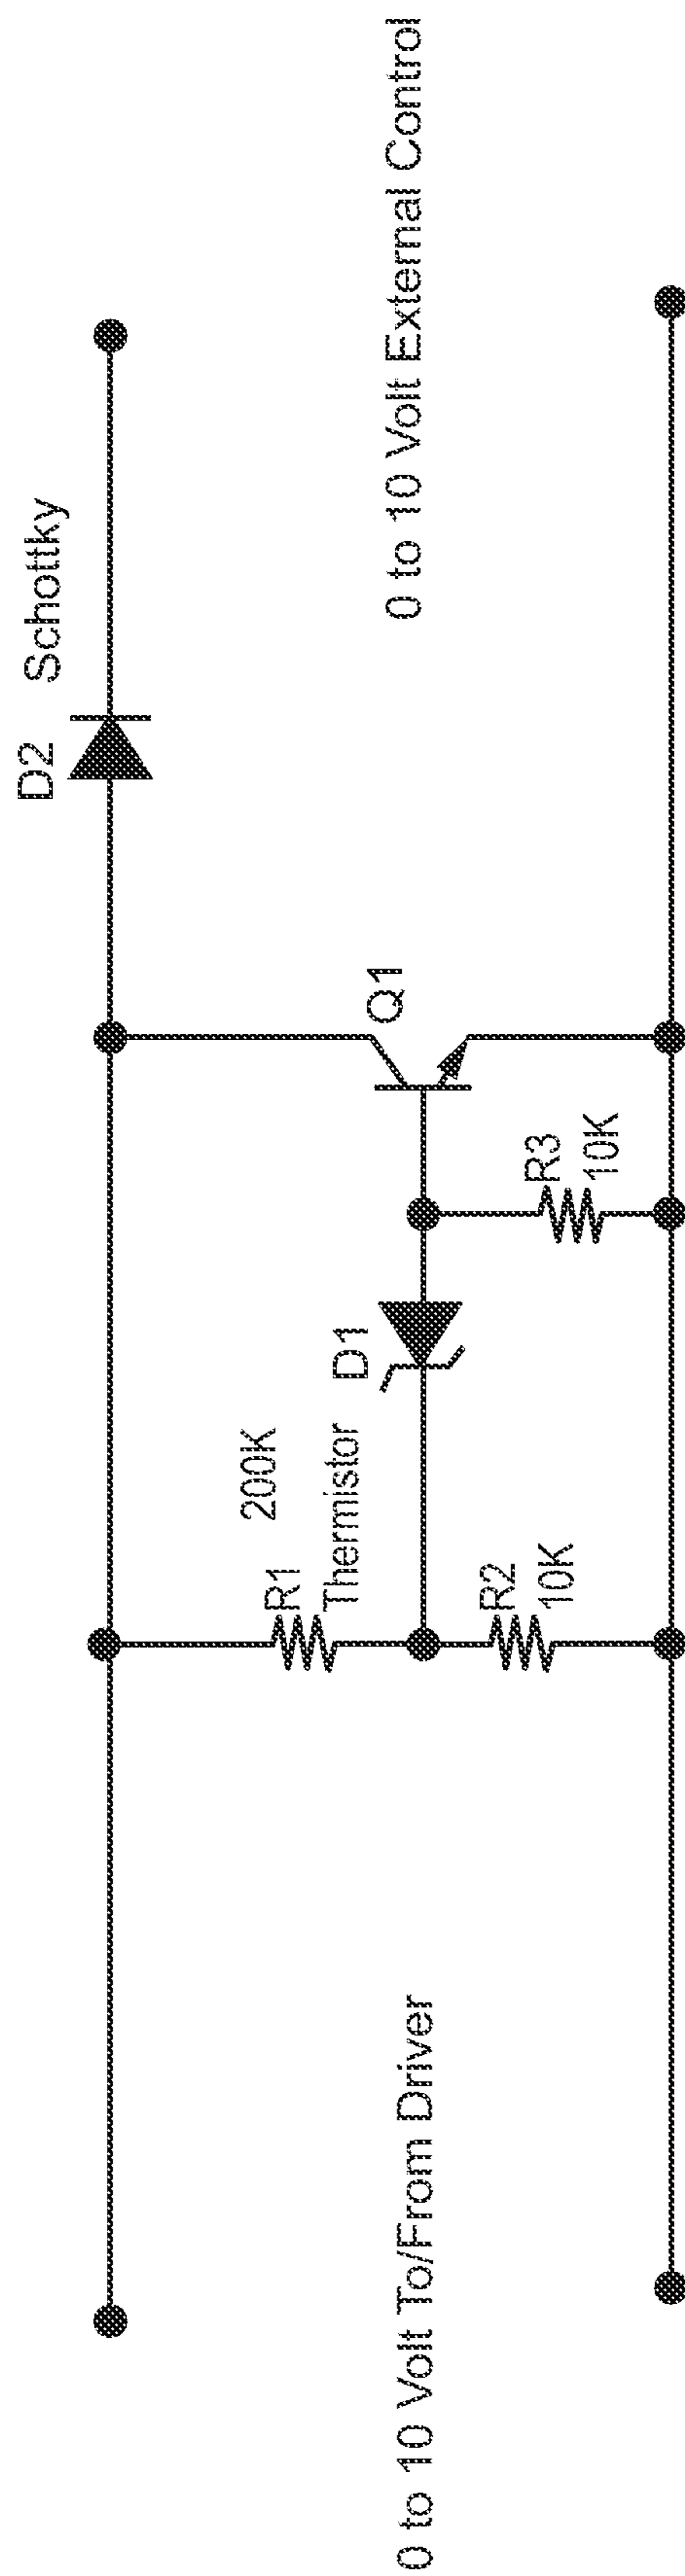 D2
Schottky
Q1
200K
R1
Thermistor
D1
R2
10K
R3
10K
0 to 10 Volt To/From Driver
0 to 10 Volt External Control